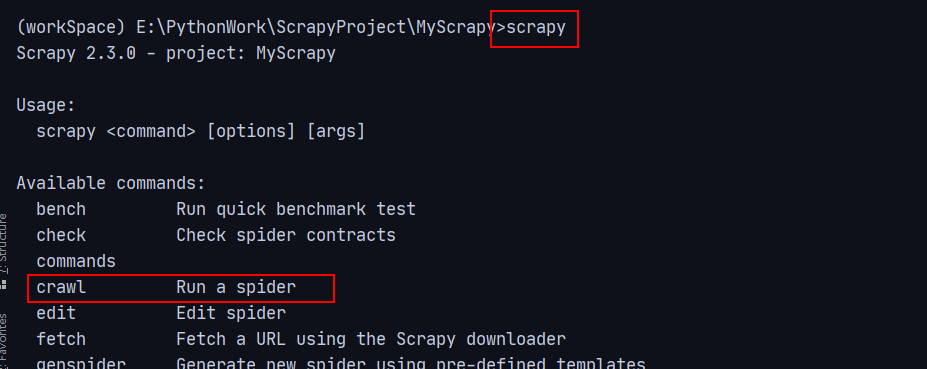 (workSpace) E:\PythonWork\ScrapyProject\MyScrapy>scrapy
Scrapy 2.3.0 - project: MyScrapy
Usage:
scrapy <command> [options] [args]
Available commands:
bench Run quick benchmark test
check Check spider contracts
commands
crawl Run a spider
edit Edit spider
fetch Fetch a URL using the Scrapy downloader
genspider Generate new spider using pre-defined templates
7: Structure
Favorites